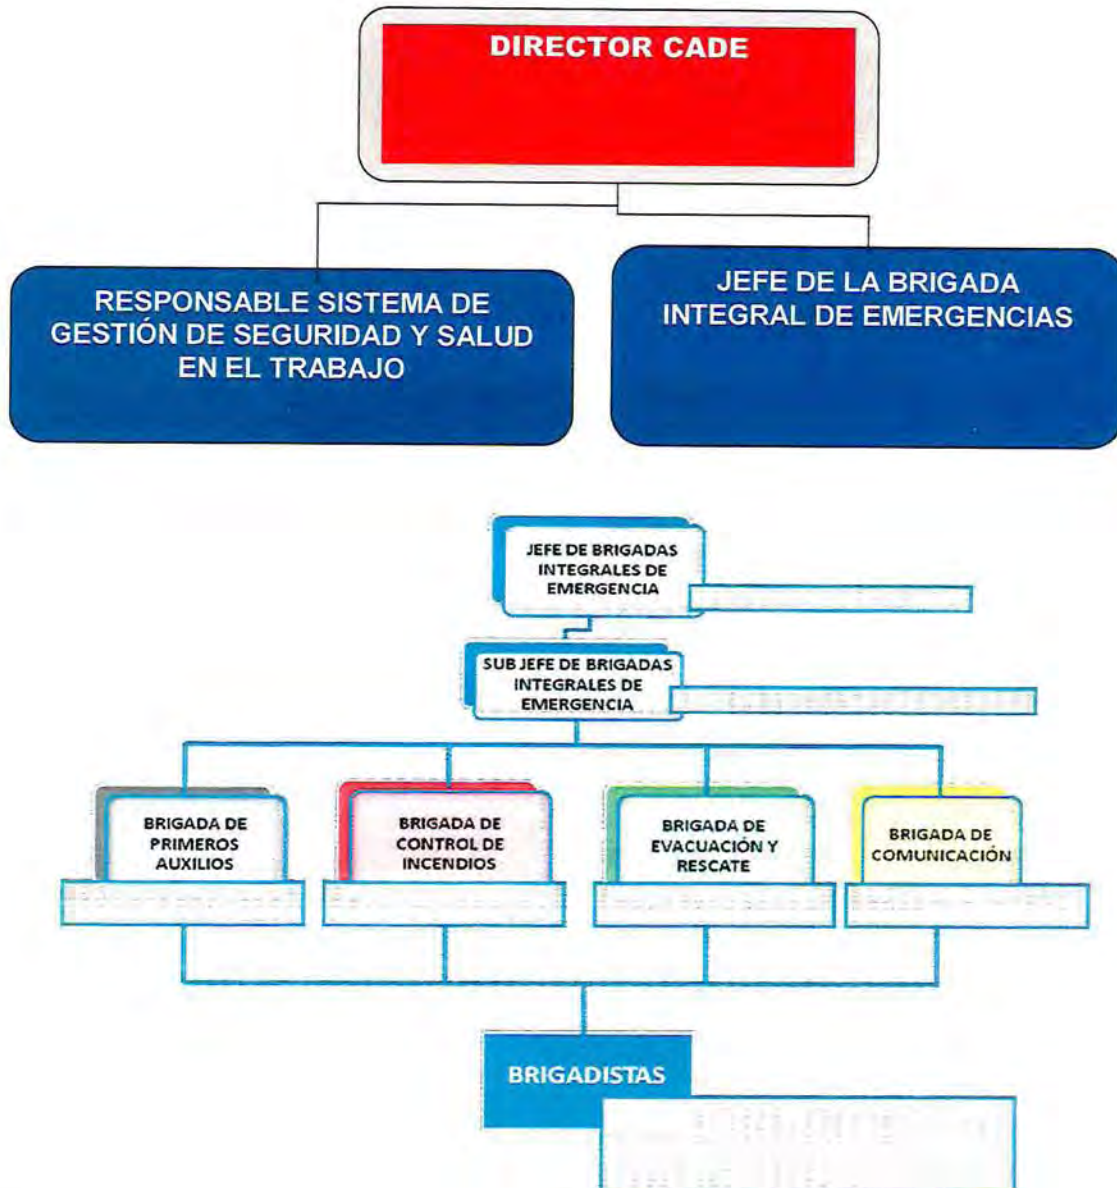 DIRECTOR CADE
RESPONSABLE SISTEMA DE
GESTIÓN DE SEGURIDAD Y SALUD
EN EL TRABAJO
JEFE DE LA BRIGADA
INTEGRAL DE EMERGENCIAS
JEFE DE BRIGADAS
INTEGRALES DE
EMERGENCIA
SUB JEFE DE BRIGADAS
INTEGRALES DE
EMERGENCIA
BRIGADA DE
PRIMEROS
AUXILIOS
BRIGADA DE
CONTROL DE
INCENDIOS
BRIGADA DE
EVACUACIÓN Y
RESCATE
BRIGADA DE
COMUNICACIÓN
BRIGADISTAS